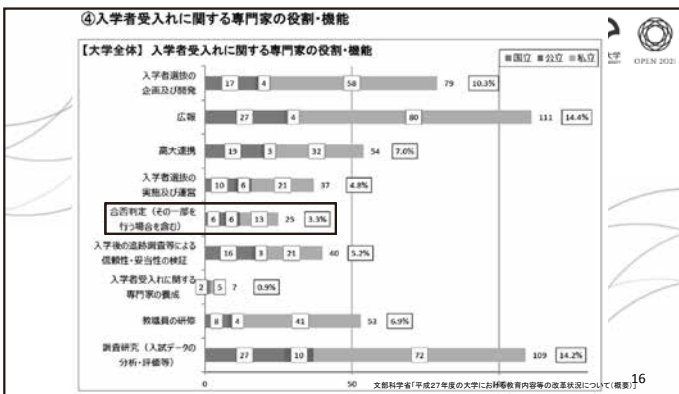 ④入学者受入れに関する専門家の役割・機能
【大学全体】 入学者受入れに関する専門家の役割・機能
■国立 ■公立 ■私立
大学
OPEN 2021
入学者選抜の
企画及び開発
17 4 58 79 10.3%
広報
27 4 80 111 14.4%
高大連携
19 3 32 54 7.0%
入学者選抜の
実施及び運営
10 6 21 37 4.8%
合否判定（その一部を
行う場合を含む）
6 6 13 25 3.3%
入学後の追跡調査等による
信頼性・妥当性の検証
16 3 21 40 5.2%
入学者受入れに関する
専門家の養成
2 5 7 0.9%
教職員の研修
8 4 41 53 6.9%
調査研究（入試データの
分析・評価等）
27 10 72 109 14.2%
0 50
文部科学省「平成27年度の大学における教育内容等の改革状況について（概要）」
16